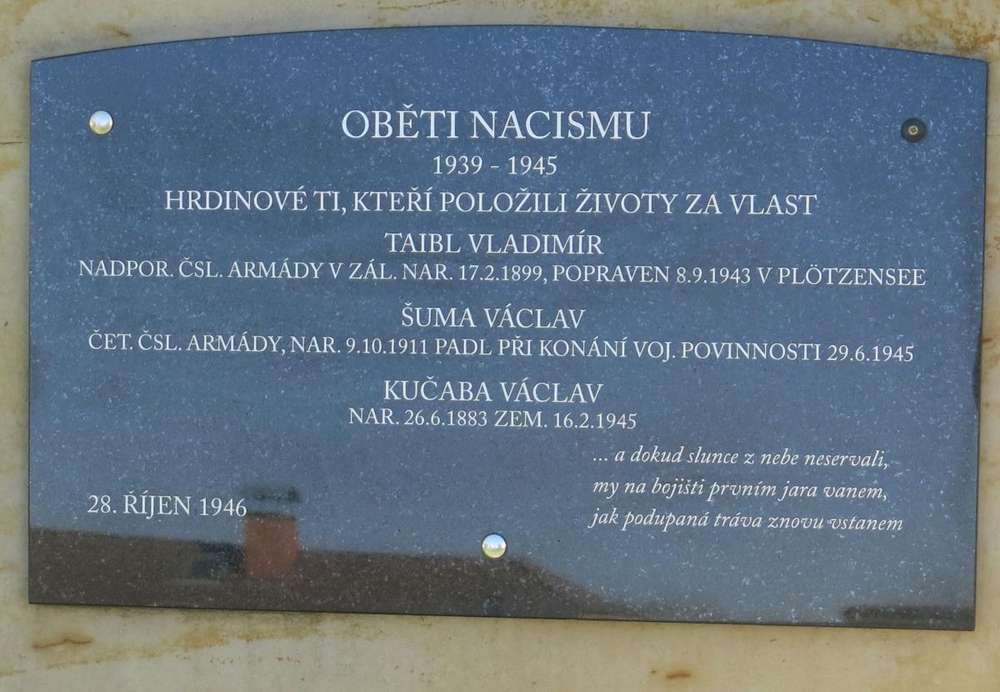 OBĚTI NACISMU
1939 - 1945
HRDINOVÉ TI, KTEŘÍ POLOŽILI ŽIVOTY ZA VLAST
TAIBL VLADIMÍR
NADPOR. ČSL. ARMÁDY V ZÁL. NAR. 17.2.1899, POPRAVEN 8.9.1943 V PLÖTZENSEE
ŠUMA VÁCLAV
ČET. ČSL. ARMÁDY, NAR. 9.10.1911 PADL PŘI KONÁNÍ VOJ. POVINNOSTI 29.6.1945
KUČABA VÁCLAV
NAR. 26.6.1883 ZEM. 16.2.1945
... a dokud slunce z nebe neservali,
my na bojišti prvním jara vanem,
jak podupaná tráva znovu vstanem
28. ŘÍJEN 1946